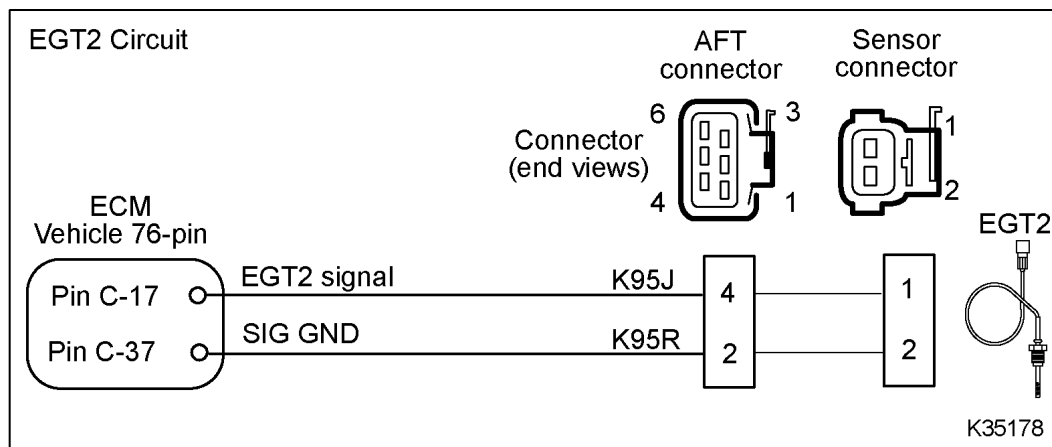 EGT2 Circuit
AFT
connector
Sensor
connector
Connector
(end views)
6
3
4
1
1
2
ECM
Vehicle 76-pin
EGT2
Pin C-17
EGT2 signal
K95J
4
1
Pin C-37
SIG GND
K95R
2
2
K35178